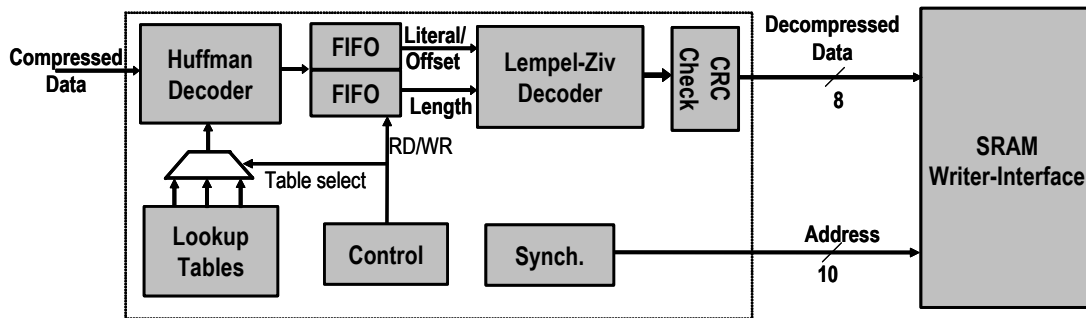 Compressed
Data
Huffman
Decoder
FIFO
FIFO
Literal/
Offset
Length
Lempel-Ziv
Decoder
CRC
Check
Decompressed
Data
8
SRAM
Writer-Interface
RD/WR
Table select
Lookup
Tables
Control
Synch.
Address
10